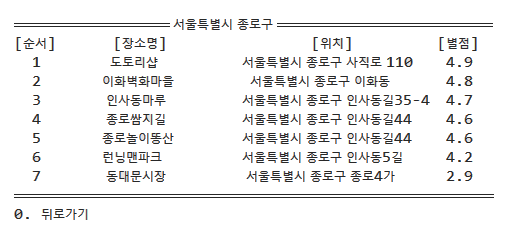 서울특별시 종로구
[순서] [장소명] [위치] [별점]
1 도토리샵 서울특별시 종로구 사직로 110 4.9
2 이화벽화마을 서울특별시 종로구 이화동 4.8
3 인사동마루 서울특별시 종로구 인사동길35-4 4.7
4 종로쌈지길 서울특별시 종로구 인사동길44 4.6
5 종로놀이똥산 서울특별시 종로구 인사동길44 4.6
6 런닝맨파크 서울특별시 종로구 인사동5길 4.2
7 동대문시장 서울특별시 종로구 종로4가 2.9
0. 뒤로가기